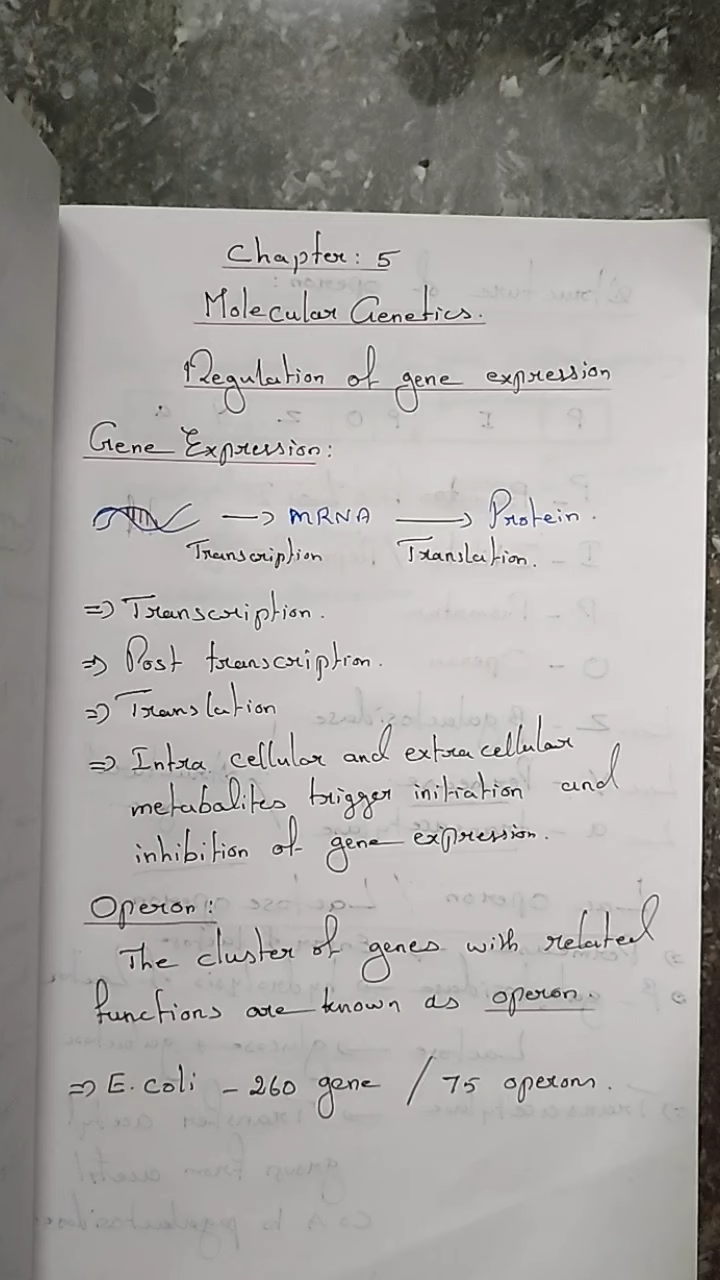 Chapter: 5
Molecular Genetics.
Regulation of gene expression
Gene Expression:
→ mRNA → Protein.
Transcription Translation.
⇒ Transcription.
⇒ Post transcription.
⇒ Translation
⇒ Intra cellular and extra cellular
metabalites trigger initiation and
inhibition of gene expression.
Operon:
The cluster of genes with related
functions are known as operon.
⇒ E. coli - 260 gene / 75 operons.